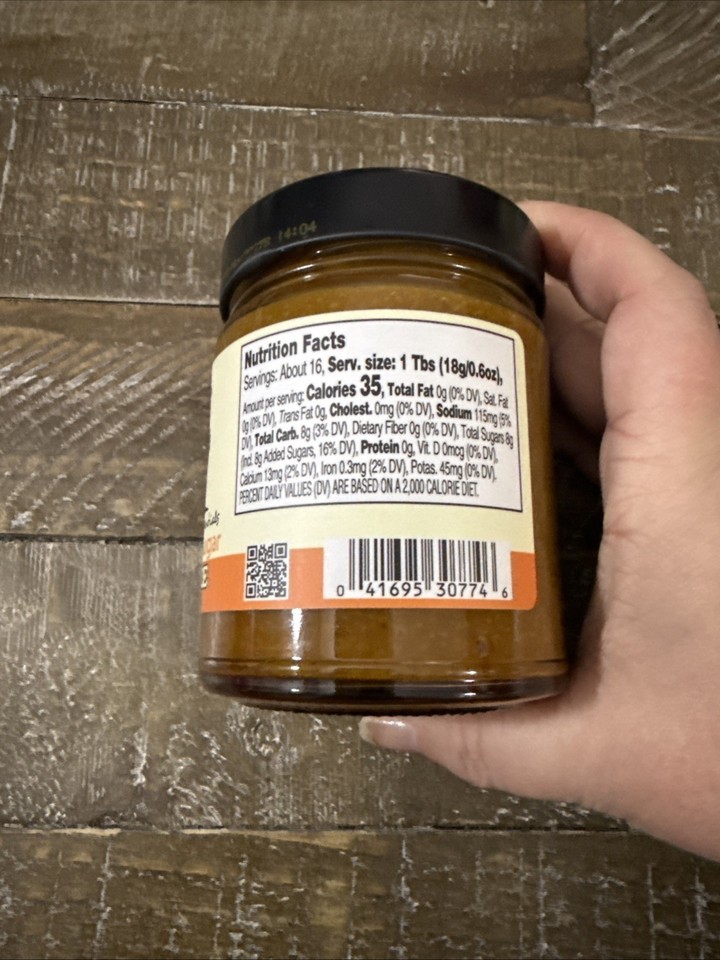 14:04
Nutrition Facts
Servings: About 16, Serv. size: 1 Tbs (18g/0.6oz),
Amount per serving: Calories 35, Total Fat 0g (0% DV), Sat. Fat
0g (0% DV), Trans Fat 0g, Cholest. 0mg (0% DV), Sodium 115mg (5%
DV), Total Carb. 8g (3% DV), Dietary Fiber 0g (0% DV), Total Sugars 8g
(Incl. 8g Added Sugars, 16% DV), Protein 0g, Vit. D 0mcg (0% DV),
Calcium 13mg (2% DV), Iron 0.3mg (2% DV), Potas. 45mg (0% DV).
PERCENT DAILY VALUES (DV) ARE BASED ON A 2,000 CALORIE DIET.
0 41695 30774 6